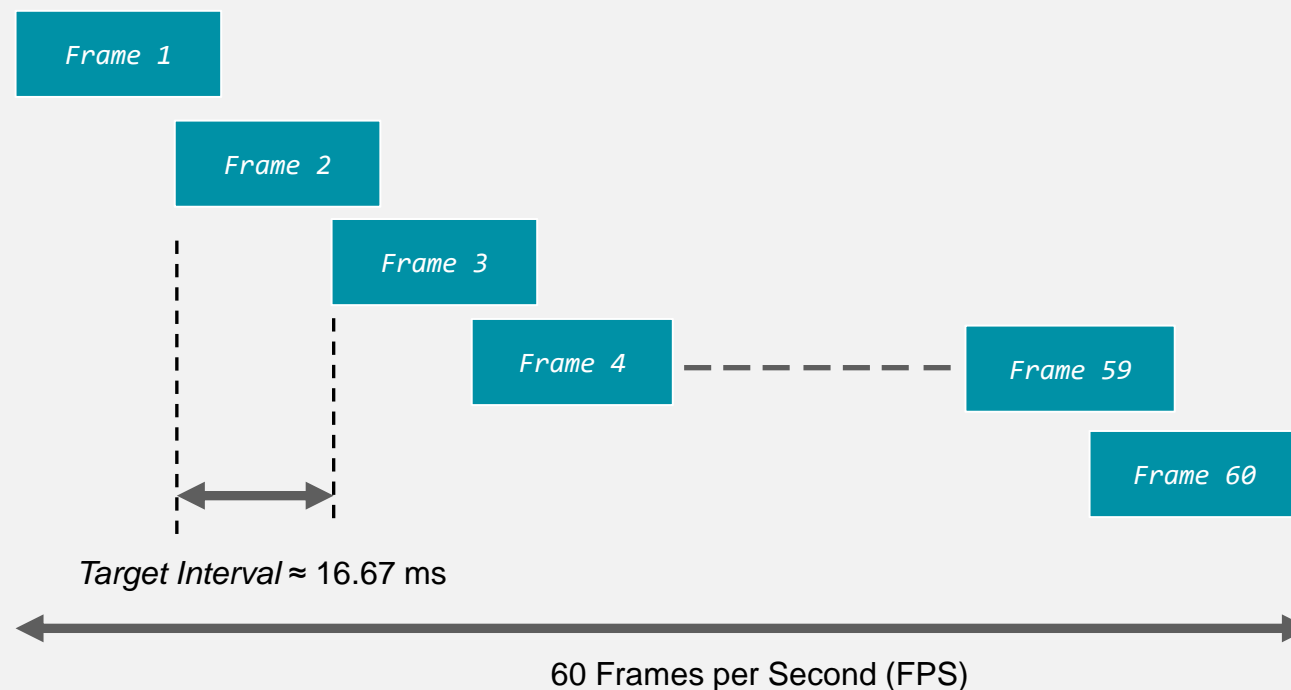 Frame 1
Frame 2
Frame 3
Frame 4
Frame 59
Frame 60
Target Interval ≈ 16.67 ms
60 Frames per Second (FPS)